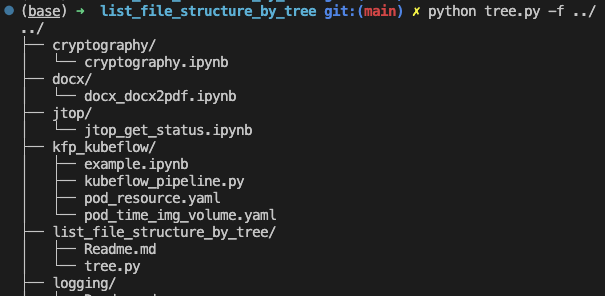 (base) ➜ list_file_structure_by_tree git:(main) ✗ python tree.py -f ../
../
├── cryptography/
│   └── cryptography.ipynb
├── docx/
│   └── docx_docx2pdf.ipynb
├── jtop/
│   └── jtop_get_status.ipynb
├── kfp_kubeflow/
│   ├── example.ipynb
│   ├── kubeflow_pipeline.py
│   ├── pod_resource.yaml
│   └── pod_time_img_volume.yaml
├── list_file_structure_by_tree/
│   ├── Readme.md
│   └── tree.py
├── logging/